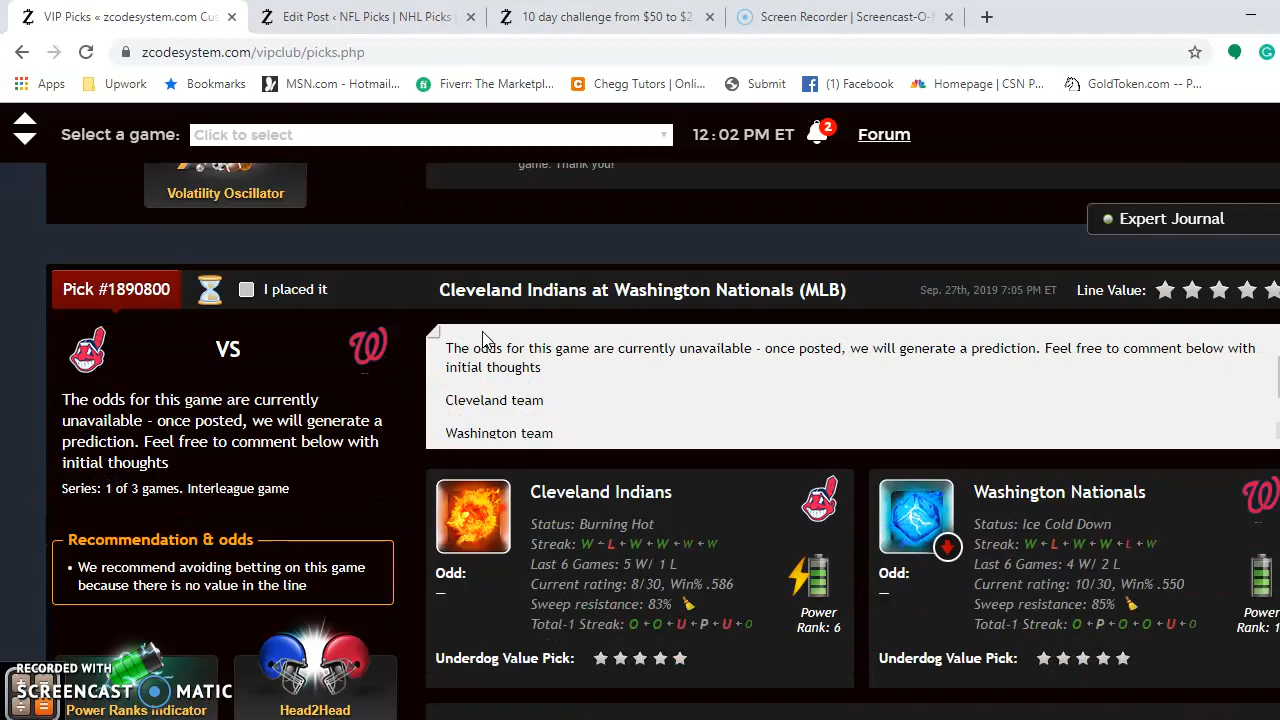 VIP Picks « zcodesystem.com Cus
Edit Post ‹ NFL Picks | NHL Picks |
10 day challenge from $50 to $2
Screen Recorder | Screencast-O-
zcodesystem.com/vipclub/picks.php
Apps
Upwork
Bookmarks
MSN.com - Hotmail...
Fiverr: The Marketpl...
Chegg Tutors | Onli...
Submit
(3) Facebook
Homepage | CSN P...
GoldToken.com -- P...
Select a game:
Click to select
12:02 PM ET
2
Forum
Volatility Oscillator
game. Thank you!
Expert Journal
Pick #1890800
I placed it
Cleveland Indians at Washington Nationals (MLB)
Sep. 27th, 2019 7:05 PM ET
Line Value:
VS
W
The odds for this game are currently
unavailable - once posted, we will generate a
prediction. Feel free to comment below with
initial thoughts
Series: 1 of 3 games. Interleague game
Recommendation & odds
• We recommend avoiding betting on this game
because there is no value in the line
The odds for this game are currently unavailable - once posted, we will generate a prediction. Feel free to comment below with
initial thoughts
Cleveland team
Washington team
Cleveland Indians
Status: Burning Hot
Streak: W ← L ← W ← W ← W ← W
Last 6 Games: 5 W/ 1 L
Current rating: 8/30, Win% .586
Sweep resistance: 83%
Total-1 Streak: O ← O ← U ← P ← U ← O
Odd:
—
Power
Rank: 6
Underdog Value Pick:
Washington Nationals
W
Status: Ice Cold Down
Streak: W ← L ← W ← W ← L ← W
Last 6 Games: 4 W/ 2 L
Current rating: 10/30, Win% .550
Sweep resistance: 85%
Total-1 Streak: O ← P ← O ← O ← U ← O
Odd:
—
Power
Rank: 1
Underdog Value Pick:
Power Ranks Indicator
Head2Head
RECORDED WITH
SCREENCAST MATIC